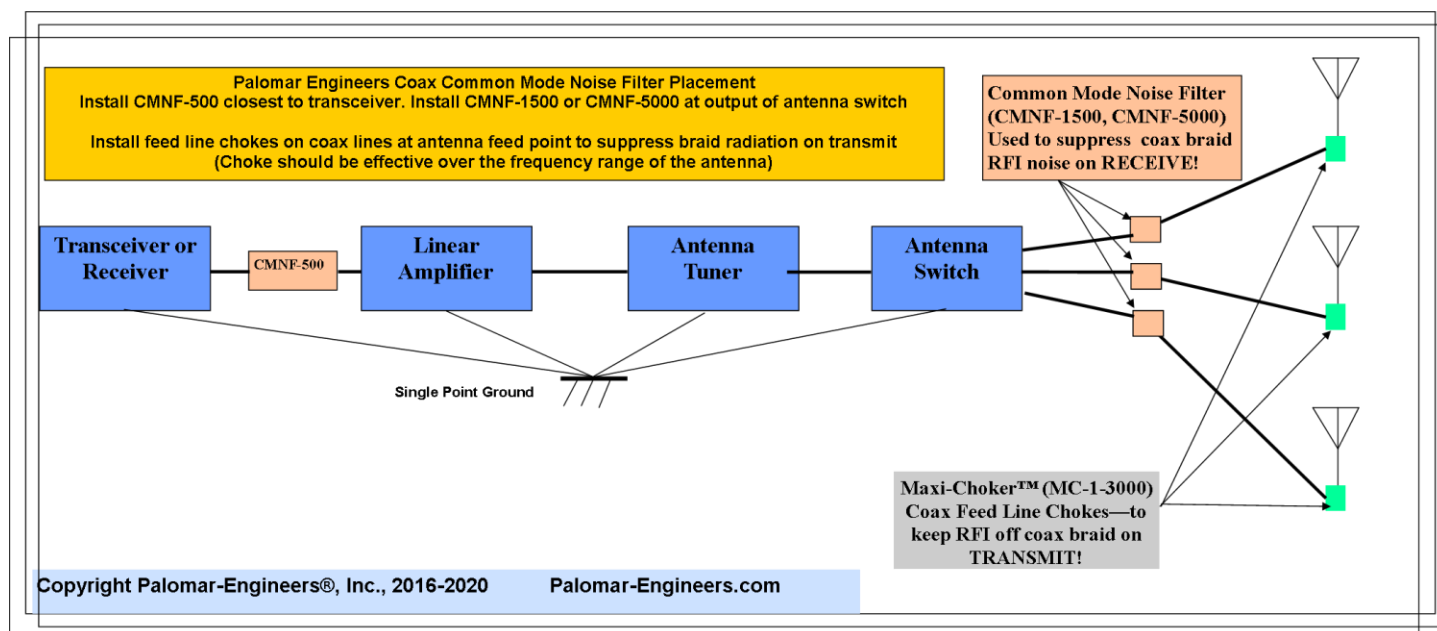 Palomar Engineers Coax Common Mode Noise Filter Placement
Install CMNF-500 closest to transceiver. Install CMNF-1500 or CMNF-5000 at output of antenna switch
Install feed line chokes on coax lines at antenna feed point to suppress braid radiation on transmit
(Choke should be effective over the frequency range of the antenna)
Common Mode Noise Filter
(CMNF-1500, CMNF-5000)
Used to suppress coax braid
RFI noise on RECEIVE!
Transceiver or
Receiver
CMNF-500
Linear
Amplifier
Antenna
Tuner
Antenna
Switch
Single Point Ground
Maxi-Choker™ (MC-1-3000)
Coax Feed Line Chokes—to
keep RFI off coax braid on
TRANSMIT!
Copyright Palomar-Engineers®, Inc., 2016-2020 Palomar-Engineers.com